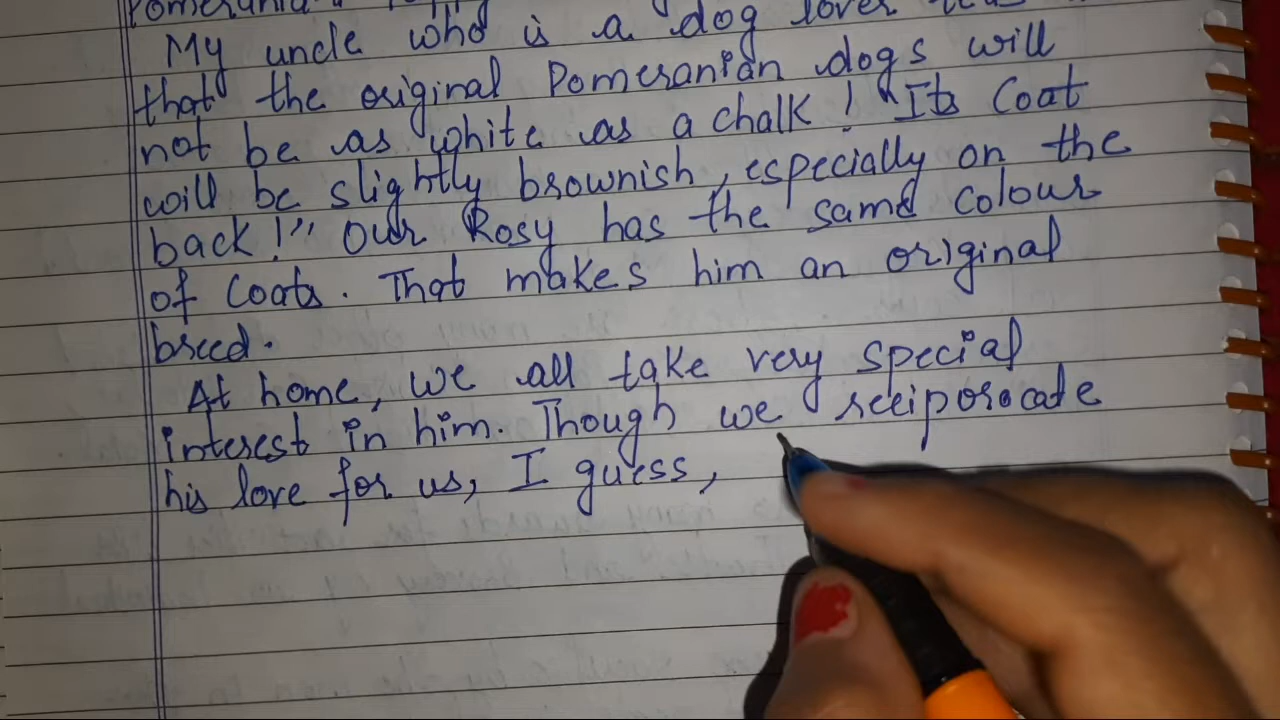 Pomerania
My uncle who is a dog lover
that the original Pomeranian dogs will
not be as white as a chalk! "Its Coat
will be slightly brownish, especially on the
back!" Our Rosy has the same colour
of Coats. That makes him an original
breed.
At home, we all take very special
interest in him. Though we reciporocate
his love for us, I guess,